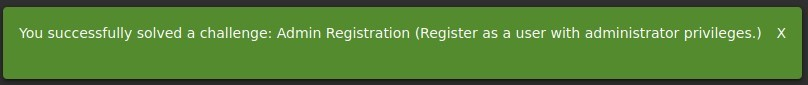 You successfully solved a challenge: Admin Registration (Register as a user with administrator privileges.) X